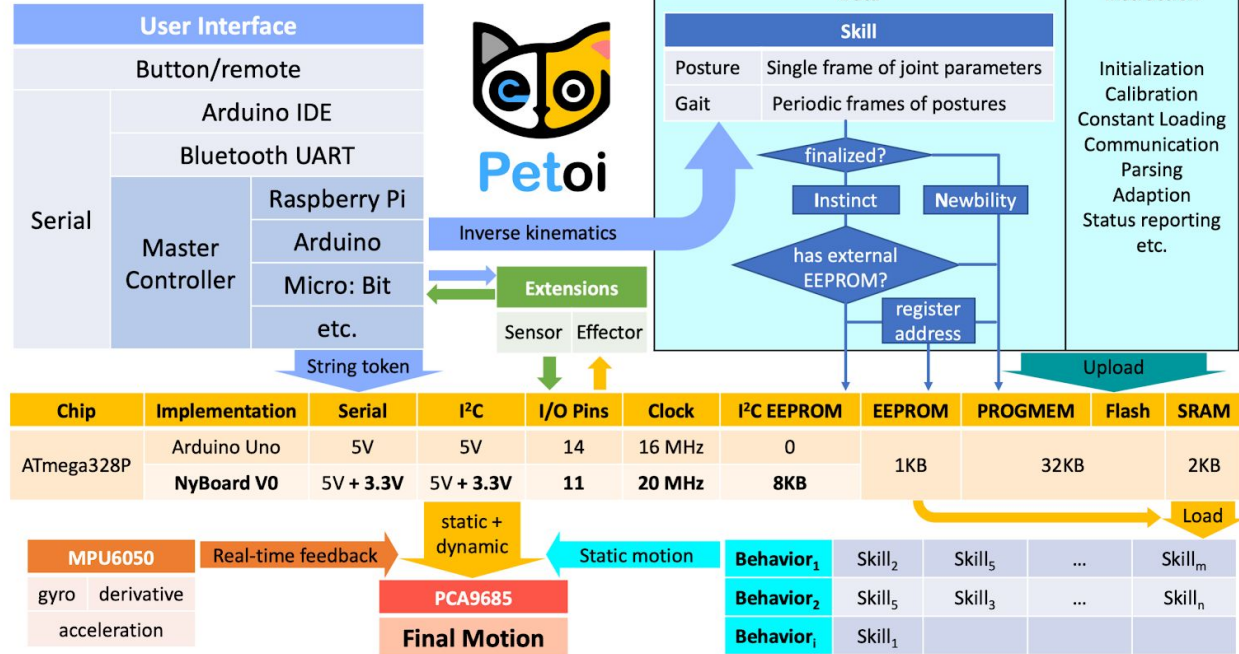 User Interface
Button/remote
Serial
Arduino IDE
Bluetooth UART
Master
Controller
Raspberry Pi
Arduino
Micro: Bit
etc.
Petoi
Inverse kinematics
Extensions
Sensor Effector
String token
Skill
Posture Single frame of joint parameters
Gait Periodic frames of postures
finalized?
Instinct
Newbility
has external
EEPROM?
register
address
Initialization
Calibration
Constant Loading
Communication
Parsing
Adaption
Status reporting
etc.
Upload
Chip Implementation Serial I²C I/O Pins Clock I²C EEPROM EEPROM PROGMEM Flash SRAM
ATmega328P
Arduino Uno 5V 5V 14 16 MHz 0
NyBoard V0 5V + 3.3V 5V + 3.3V 11 20 MHz 8KB
1KB 32KB 2KB
static +
dynamic
Load
MPU6050
gyro derivative
acceleration
Real-time feedback
PCA9685
Final Motion
Static motion
Behavior₁ Skill₂ Skill₅ ... Skillₘ
Behavior₂ Skill₅ Skill₃ ... Skillₙ
Behaviorᵢ Skill₁